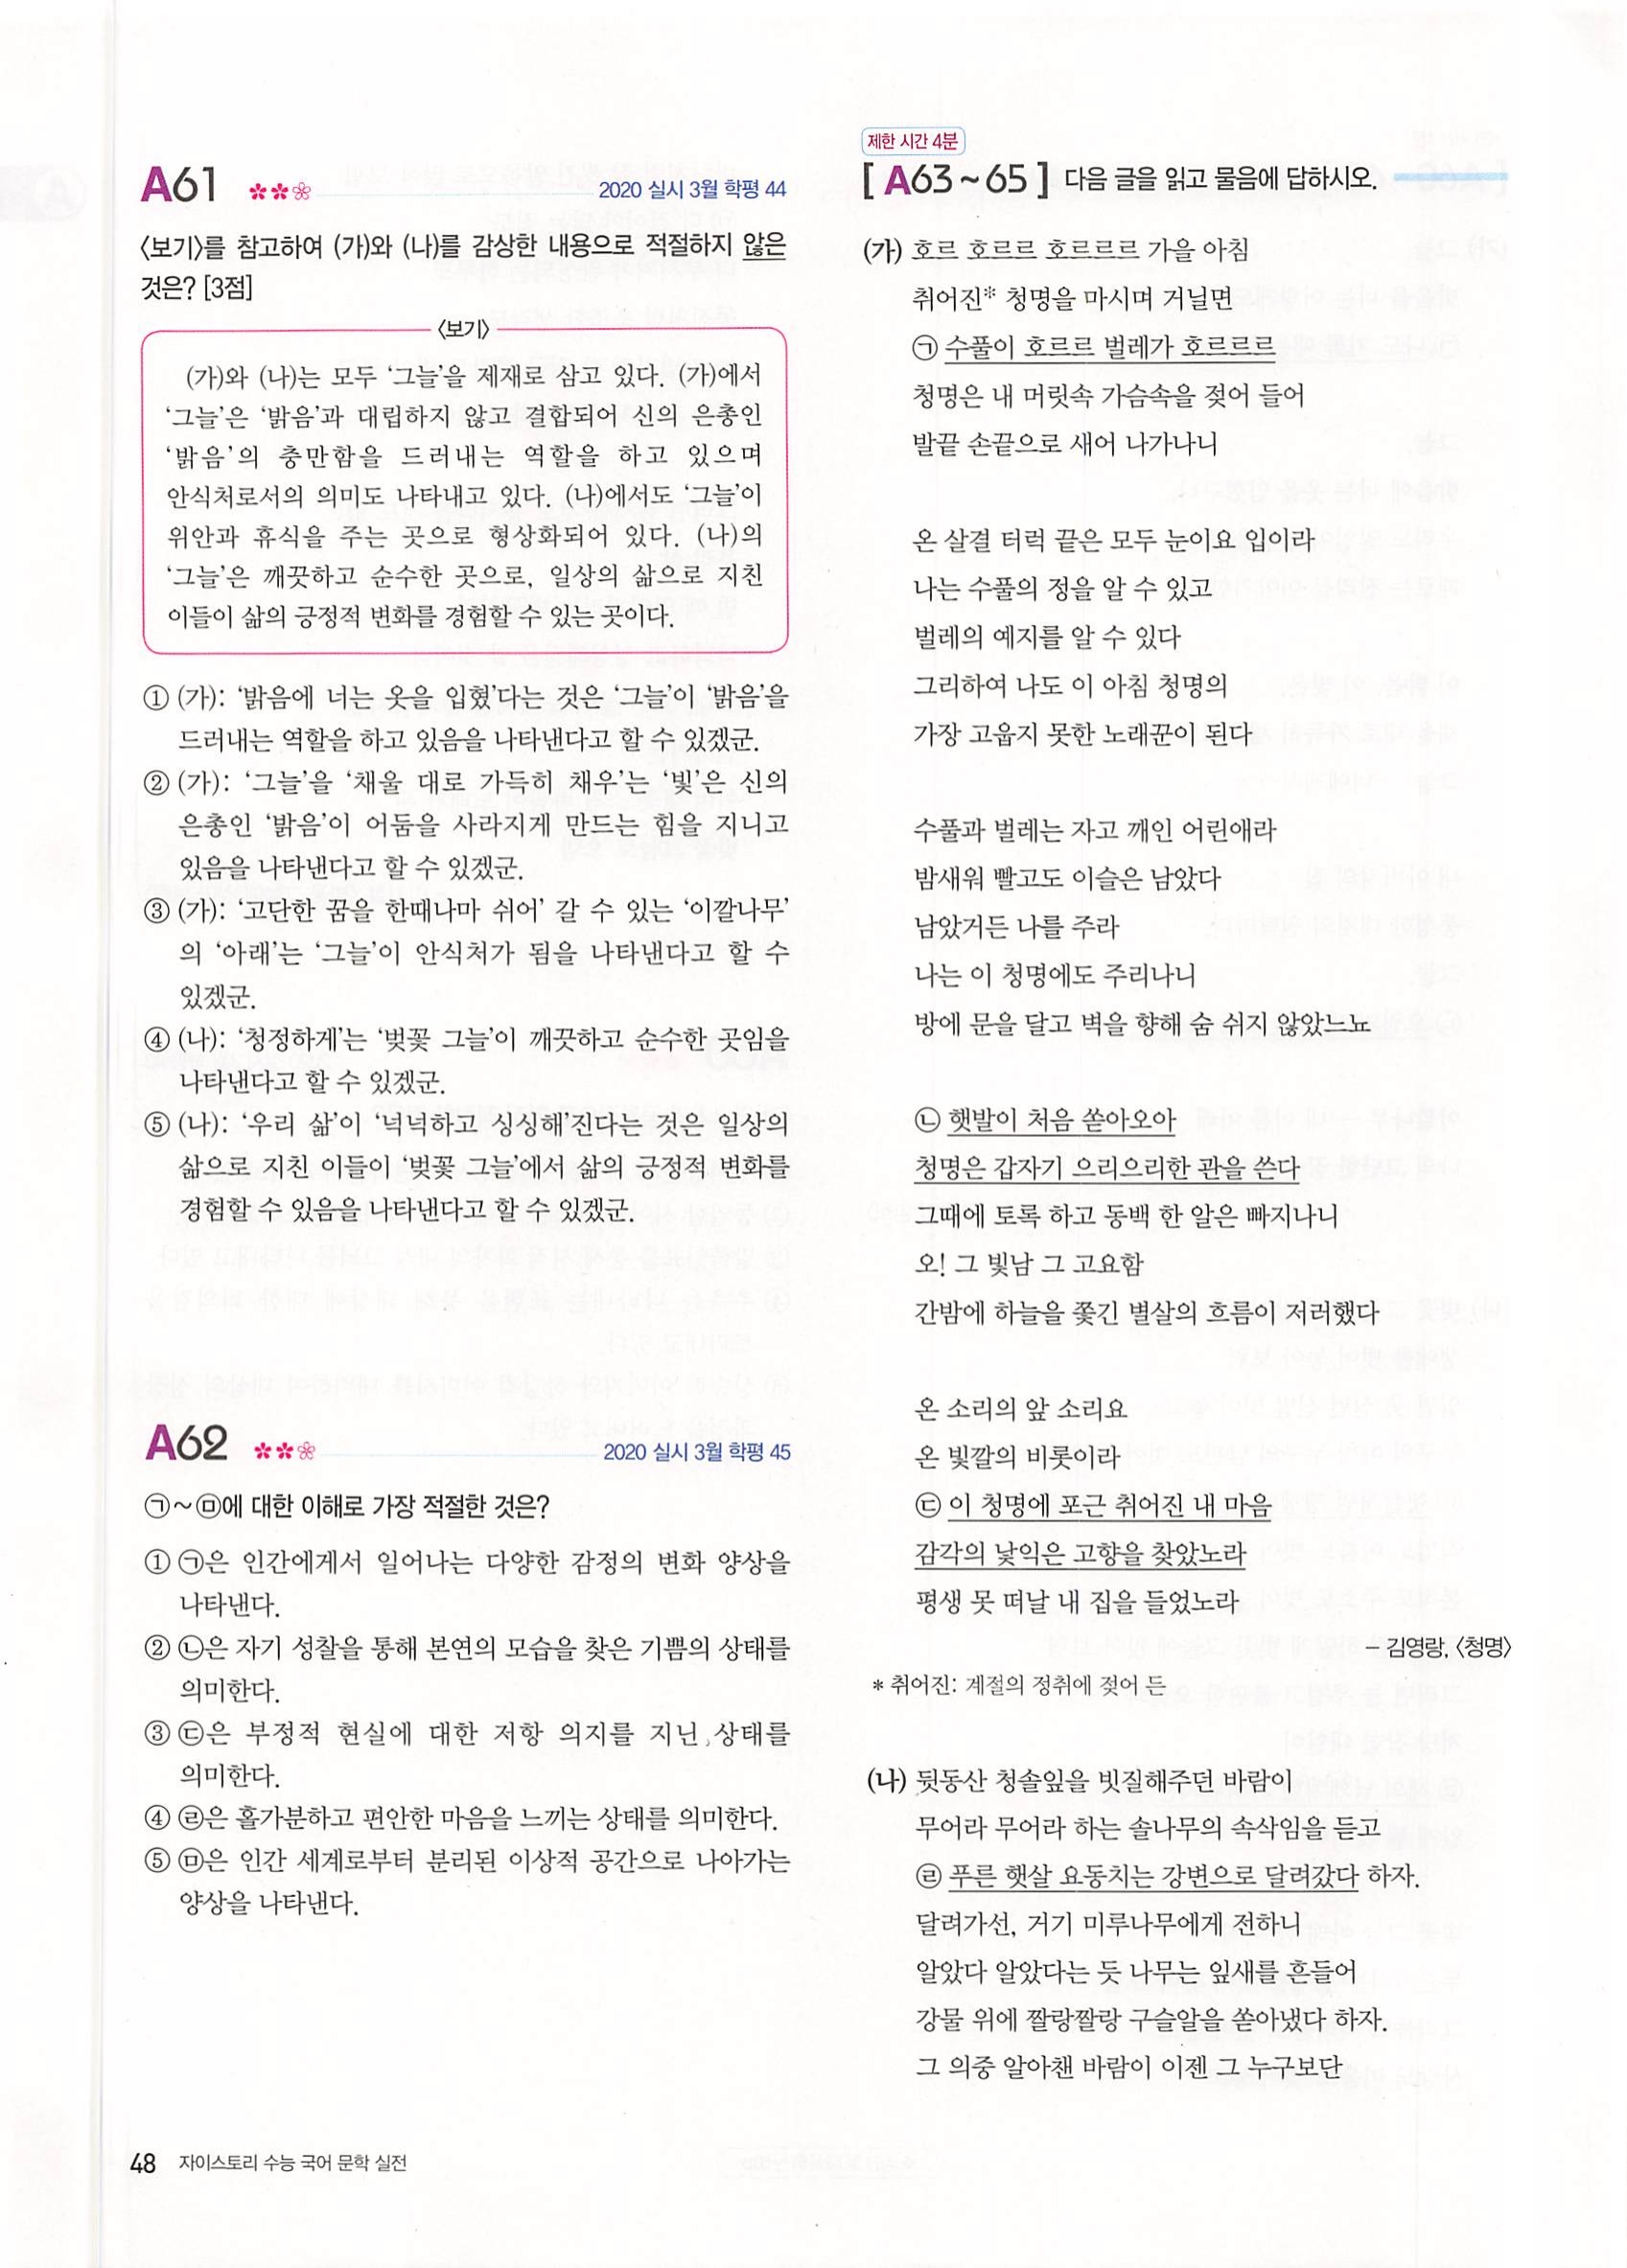 A61 2020 실시 3월 학평 44
<보기>를 참고하여 (가)와 (나)를 감상한 내용으로 적절하지 않은
것은? [3점]
<보기>
(가)와 (나)는 모두 ‘그늘’을 제재로 삼고 있다. (가)에서
‘그늘’은 ‘밝음’과 대립하지 않고 결합되어 신의 은총인
‘밝음’의 충만함을 드러내는 역할을 하고 있으며
안식처로서의 의미도 나타내고 있다. (나)에서도 ‘그늘’이
위안과 휴식을 주는 곳으로 형상화되어 있다. (나)의
‘그늘’은 깨끗하고 순수한 곳으로, 일상의 삶으로 지친
이들이 삶의 긍정적 변화를 경험할 수 있는 곳이다.
① (가): ‘밝음에 너는 옷을 입혔’다는 것은 ‘그늘’이 ‘밝음’을
드러내는 역할을 하고 있음을 나타낸다고 할 수 있겠군.
② (가): ‘그늘’을 ‘채울 대로 가득히 채우’는 ‘빛’은 신의
은총인 ‘밝음’이 어둠을 사라지게 만드는 힘을 지니고
있음을 나타낸다고 할 수 있겠군.
③ (가): ‘고단한 꿈을 한때나마 쉬어’ 갈 수 있는 ‘이깔나무’
의 ‘아래’는 ‘그늘’이 안식처가 됨을 나타낸다고 할 수
있겠군.
④ (나): ‘청정하게’는 ‘벚꽃 그늘’이 깨끗하고 순수한 곳임을
나타낸다고 할 수 있겠군.
⑤ (나): ‘우리 삶’이 ‘넉넉하고 싱싱해’진다는 것은 일상의
삶으로 지친 이들이 ‘벚꽃 그늘’에서 삶의 긍정적 변화를
경험할 수 있음을 나타낸다고 할 수 있겠군.
A62 2020 실시 3월 학평 45
㉠~㉤에 대한 이해로 가장 적절한 것은?
① ㉠은 인간에게서 일어나는 다양한 감정의 변화 양상을
나타낸다.
② ㉡은 자기 성찰을 통해 본연의 모습을 찾은 기쁨의 상태를
의미한다.
③ ㉢은 부정적 현실에 대한 저항 의지를 지닌 상태를
의미한다.
④ ㉣은 홀가분하고 편안한 마음을 느끼는 상태를 의미한다.
⑤ ㉤은 인간 세계로부터 분리된 이상적 공간으로 나아가는
양상을 나타낸다.
48 자이스토리 수능 국어 문학 실전
제한 시간 4분
[A63~65] 다음 글을 읽고 물음에 답하시오.
(가) 호르 호르르 호르르르 가을 아침
취어진* 청명을 마시며 거닐면
㉠ 수풀이 호르르 벌레가 호르르르
청명은 내 머릿속 가슴속을 젖어 들어
발끝 손끝으로 새어 나가나니
온 살결 터럭 끝은 모두 눈이요 입이라
나는 수풀의 정을 알 수 있고
벌레의 예지를 알 수 있다
그리하여 나도 이 아침 청명의
가장 고웁지 못한 노래꾼이 된다
수풀과 벌레는 자고 깨인 어린애라
밤새워 빨고도 이슬은 남았다
남았거든 나를 주라
나는 이 청명에도 주리나니
방에 문을 달고 벽을 향해 숨 쉬지 않았느뇨
㉡ 햇발이 처음 쏟아오아
청명은 갑자기 으리으리한 관을 쓴다
그때에 토록 하고 동백 한 알은 빠지나니
오! 그 빛남 그 고요함
간밤에 하늘을 쫓긴 별살의 흐름이 저러했다
온 소리의 앞 소리요
온 빛깔의 비롯이라
㉢ 이 청명에 포근 취어진 내 마음
감각의 낯익은 고향을 찾았노라
평생 못 떠날 내 집을 들었노라
- 김영랑, <청명>
* 취어진: 계절의 정취에 젖어 든
(나) 뒷동산 청솔잎을 빗질해주던 바람이
무어라 무어라 하는 솔나무의 속삭임을 듣고
㉣ 푸른 햇살 요동치는 강변으로 달려갔다 하자.
달려가선, 거기 미루나무에게 전하니
알았다 알았다는 듯 나무는 잎새를 흔들어
강물 위에 짤랑짤랑 구슬알을 쏟아냈다 하자.
그 의중 알아챈 바람이 이젠 그 누구보단